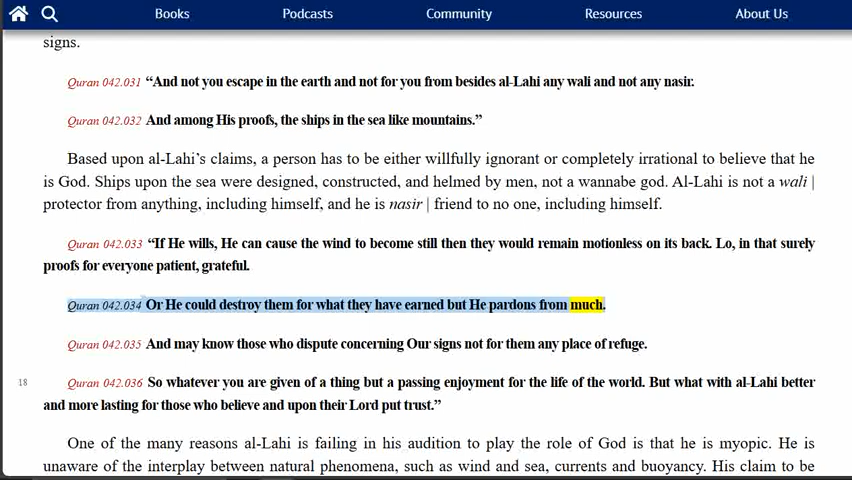 Books Podcasts Community Resources About Us
signs.
Quran 042.031 “And not you escape in the earth and not for you from besides al-Lahi any wali and not any nasir.
Quran 042.032 And among His proofs, the ships in the sea like mountains.”
Based upon al-Lahi’s claims, a person has to be either willfully ignorant or completely irrational to believe that he
is God. Ships upon the sea were designed, constructed, and helmed by men, not a wannabe god. Al-Lahi is not a wali |
protector from anything, including himself, and he is nasir | friend to no one, including himself.
Quran 042.033 “If He wills, He can cause the wind to become still then they would remain motionless on its back. Lo, in that surely
proofs for everyone patient, grateful.
Quran 042.034 Or He could destroy them for what they have earned but He pardons from much.
Quran 042.035 And may know those who dispute concerning Our signs not for them any place of refuge.
18 Quran 042.036 So whatever you are given of a thing but a passing enjoyment for the life of the world. But what with al-Lahi better
and more lasting for those who believe and upon their Lord put trust.”
One of the many reasons al-Lahi is failing in his audition to play the role of God is that he is myopic. He is
unaware of the interplay between natural phenomena, such as wind and sea, currents and buoyancy. His claim to be